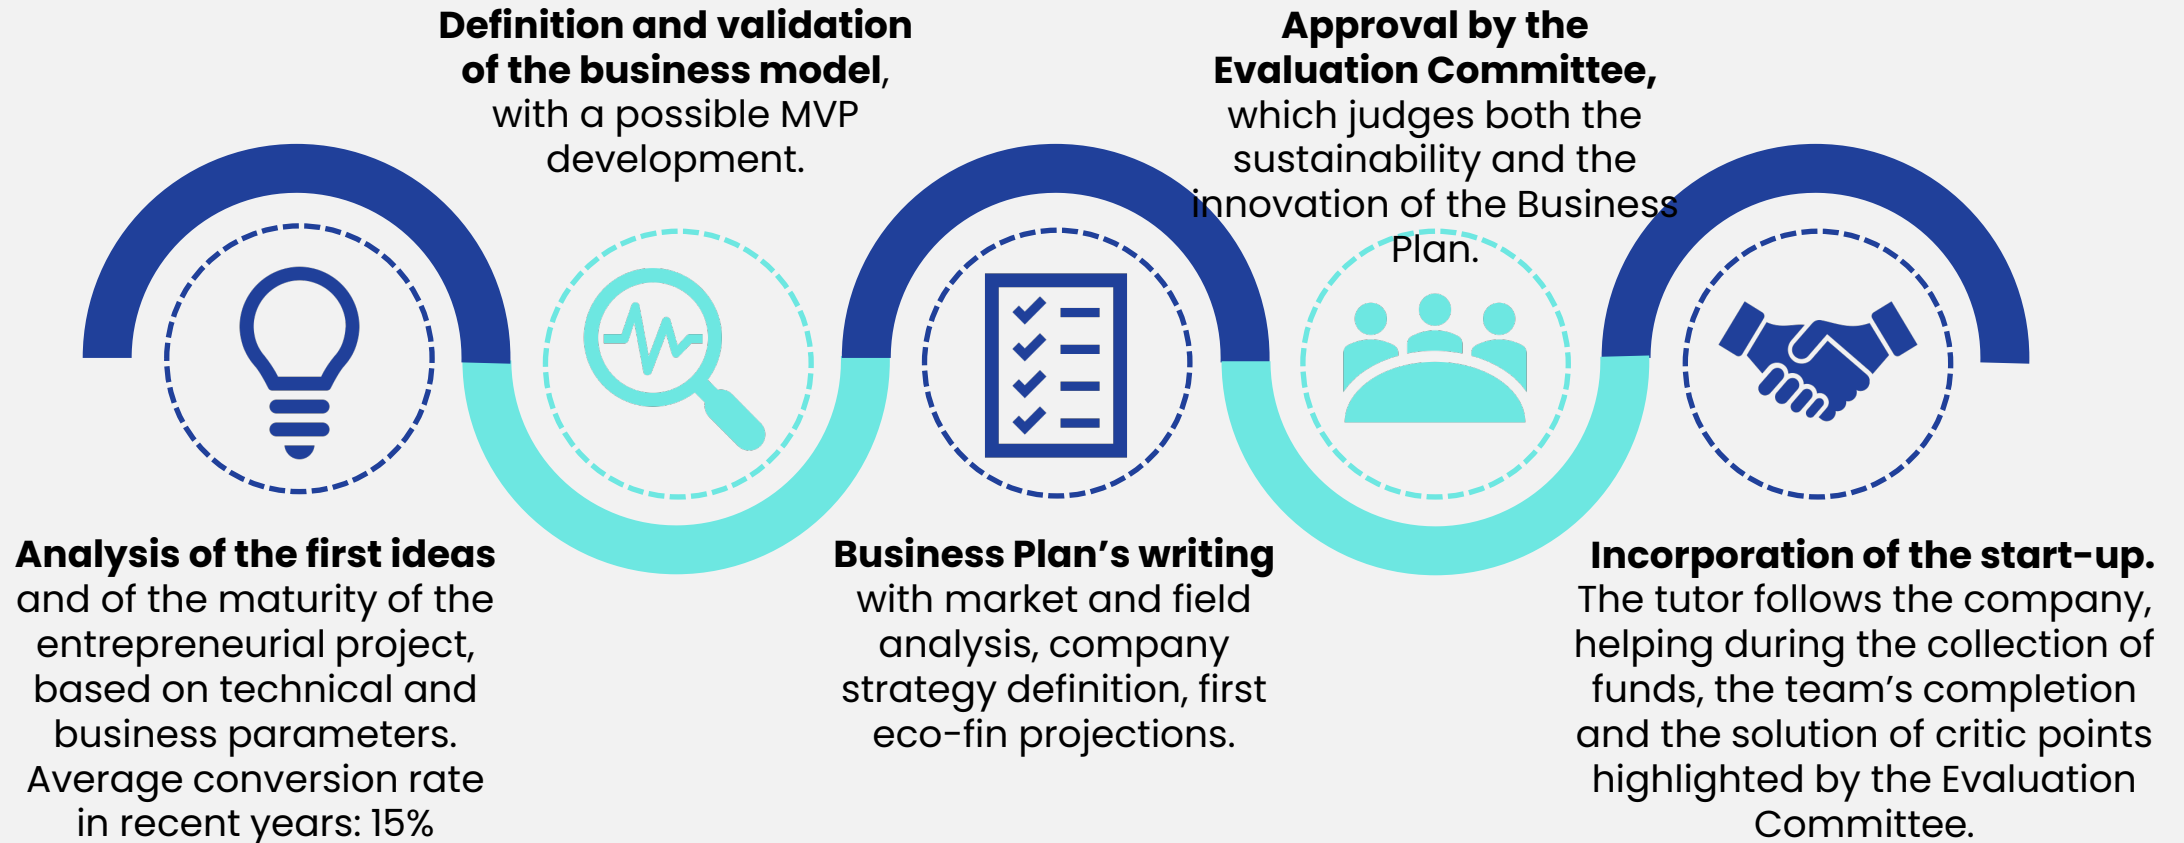 Analysis of the first ideas
and of the maturity of the
entrepreneurial project,
based on technical and
business parameters.
Average conversion rate
in recent years: 15%
Definition and validation
of the business model,
with a possible MVP
development.
Business Plan’s writing
with market and field
analysis, company
strategy definition, first
eco-fin projections.
Approval by the
Evaluation Committee,
which judges both the
sustainability and the
innovation of the Business
Plan.
Incorporation of the start-up.
The tutor follows the company,
helping during the collection of
funds, the team’s completion
and the solution of critic points
highlighted by the Evaluation
Committee.